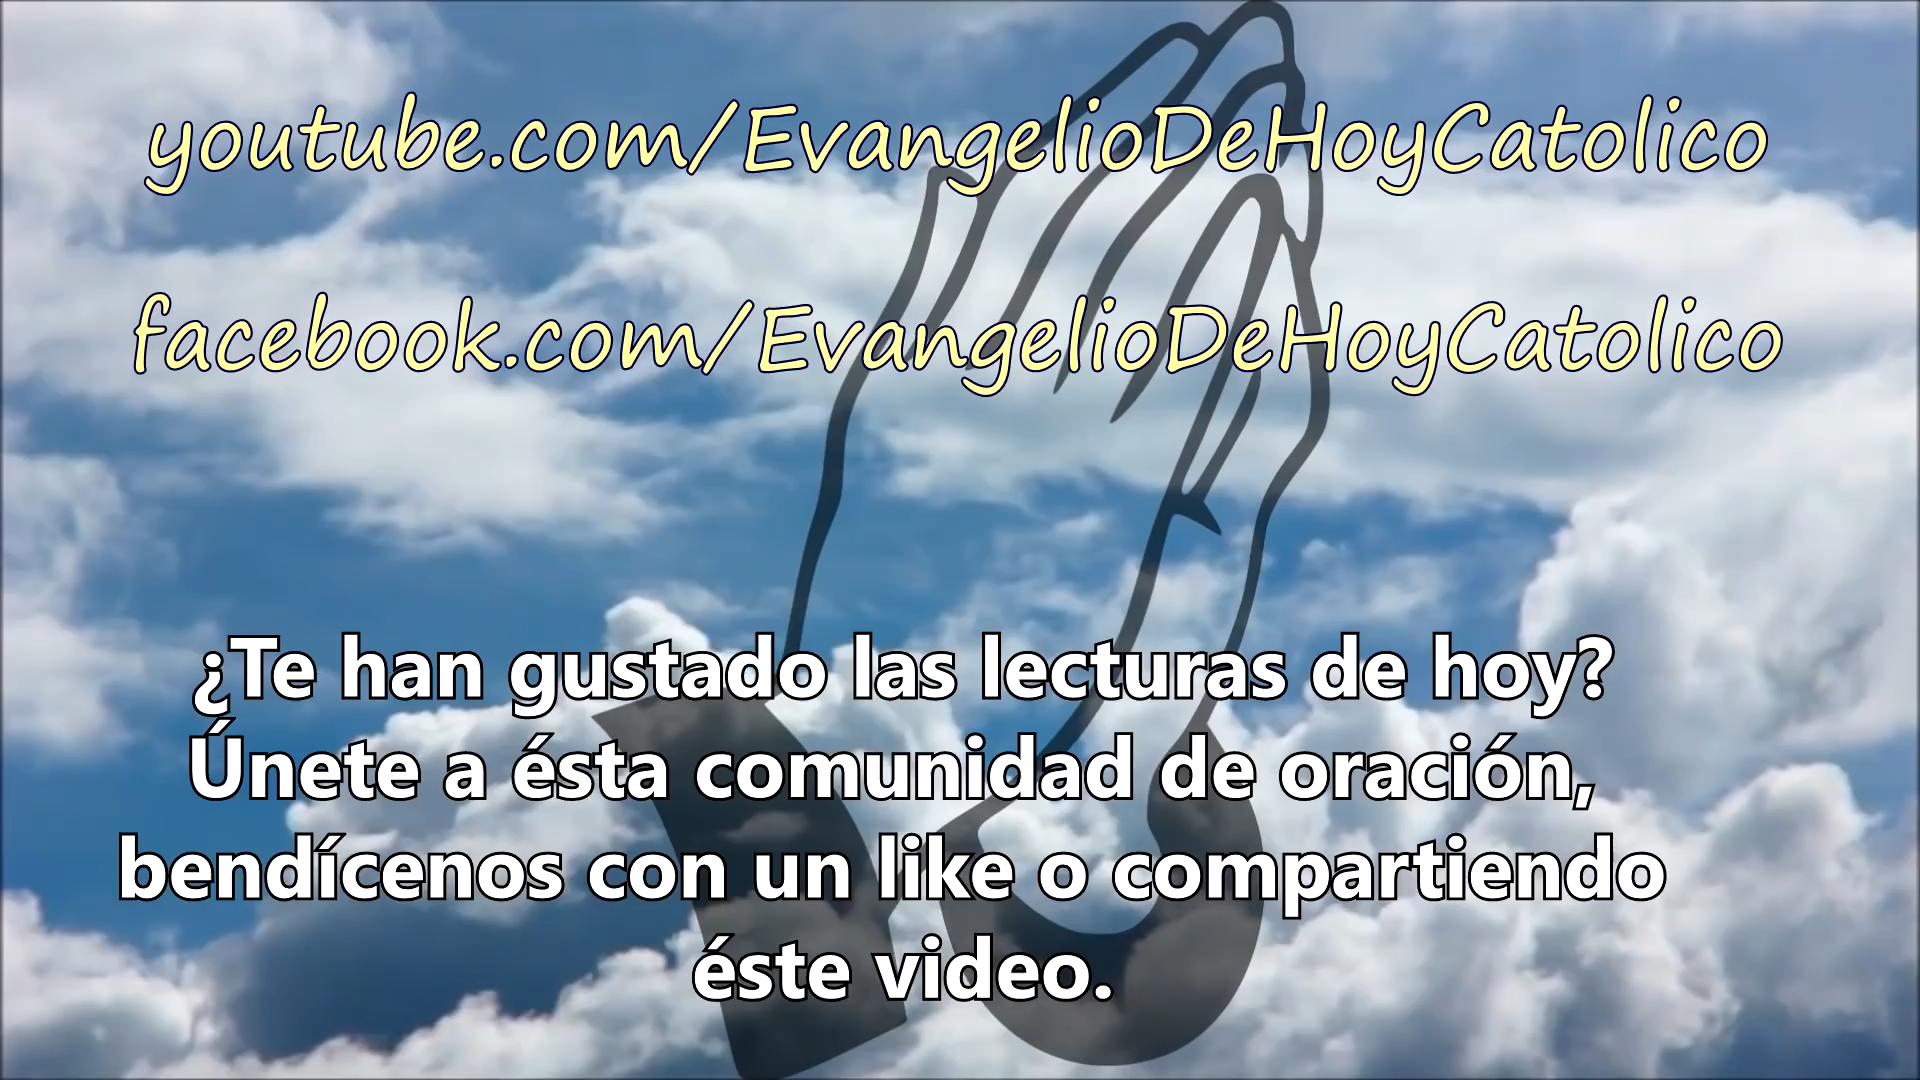 youtube.com/EvangelioDeHoyCatolico
facebook.com/EvangelioDeHoyCatolico
¿Te han gustado las lecturas de hoy?
Únete a ésta comunidad de oración,
bendícenos con un like o compartiendo
éste video.